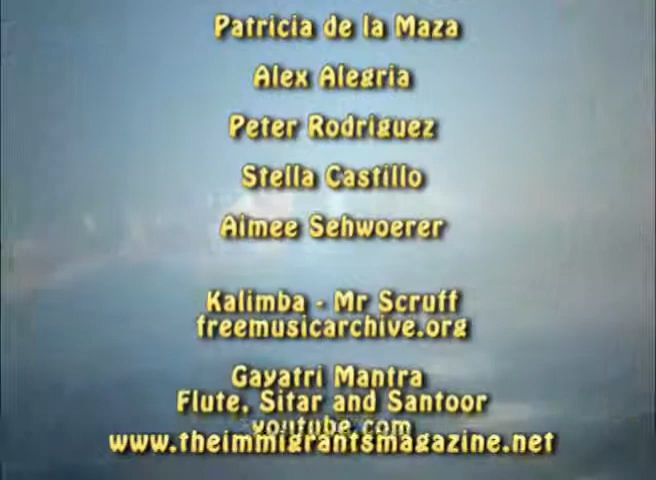 Patricia de la Maza
Alex Alegria
Peter Rodriguez
Stella Castillo
Aimee Sehwoerer
Kalimba - Mr Scruff
freemusicarchive.org
Gayatri Mantra
Flute, Sitar and Santoor
youtube.com
www.theimmigrantsmagazine.net